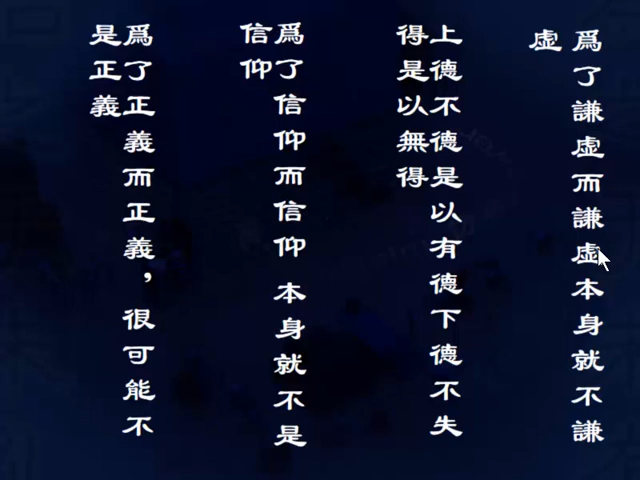 爲了謙虛而謙虛本身就不謙
虛
上德不德是以有德下德不失
得是以無得
爲了信仰而信仰 本身就不是
信仰
爲了正義而正義，很可能不
是正義